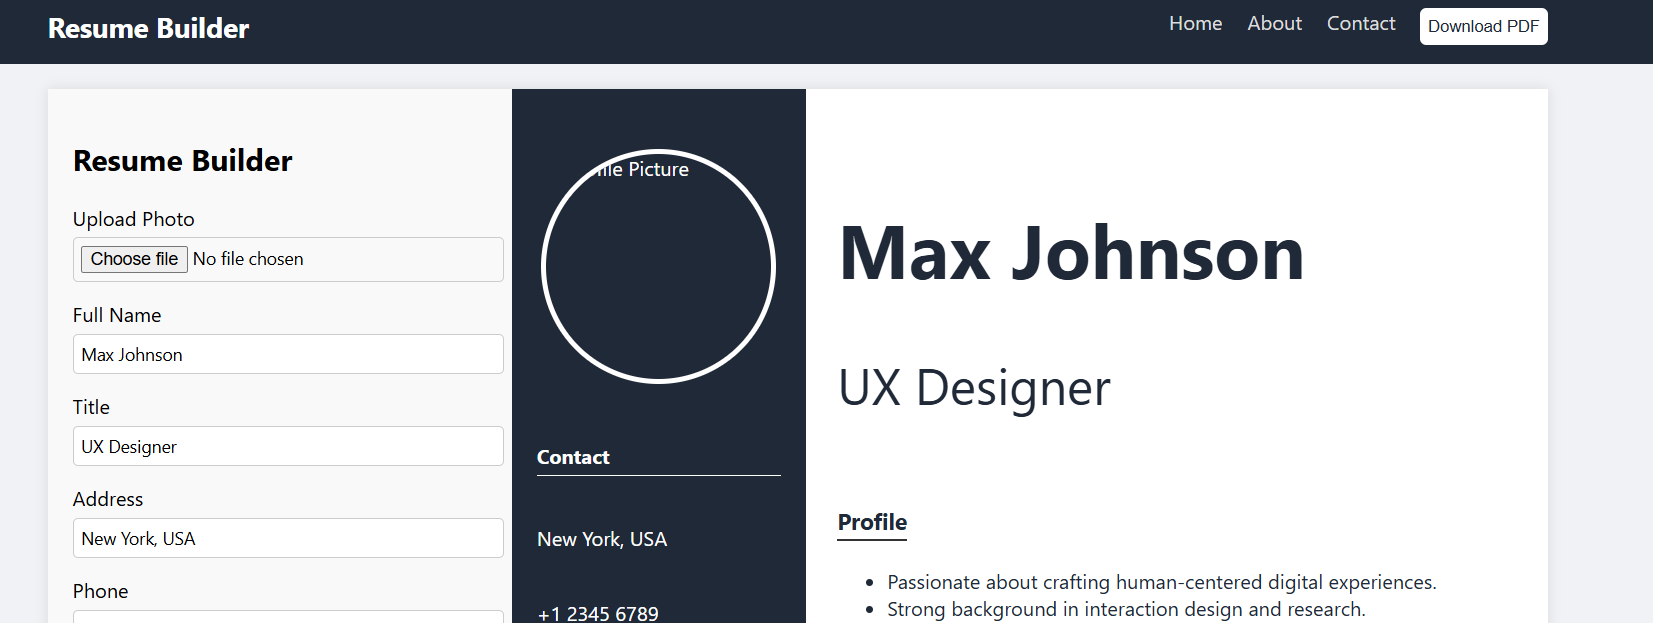 Resume Builder
Home About Contact Download PDF
Resume Builder
Upload Photo
Choose file No file chosen
Full Name
Max Johnson
Title
UX Designer
Address
New York, USA
Phone
Picture
Contact
New York, USA
+1 2345 6789
Max Johnson
UX Designer
Profile
• Passionate about crafting human-centered digital experiences.
• Strong background in interaction design and research.